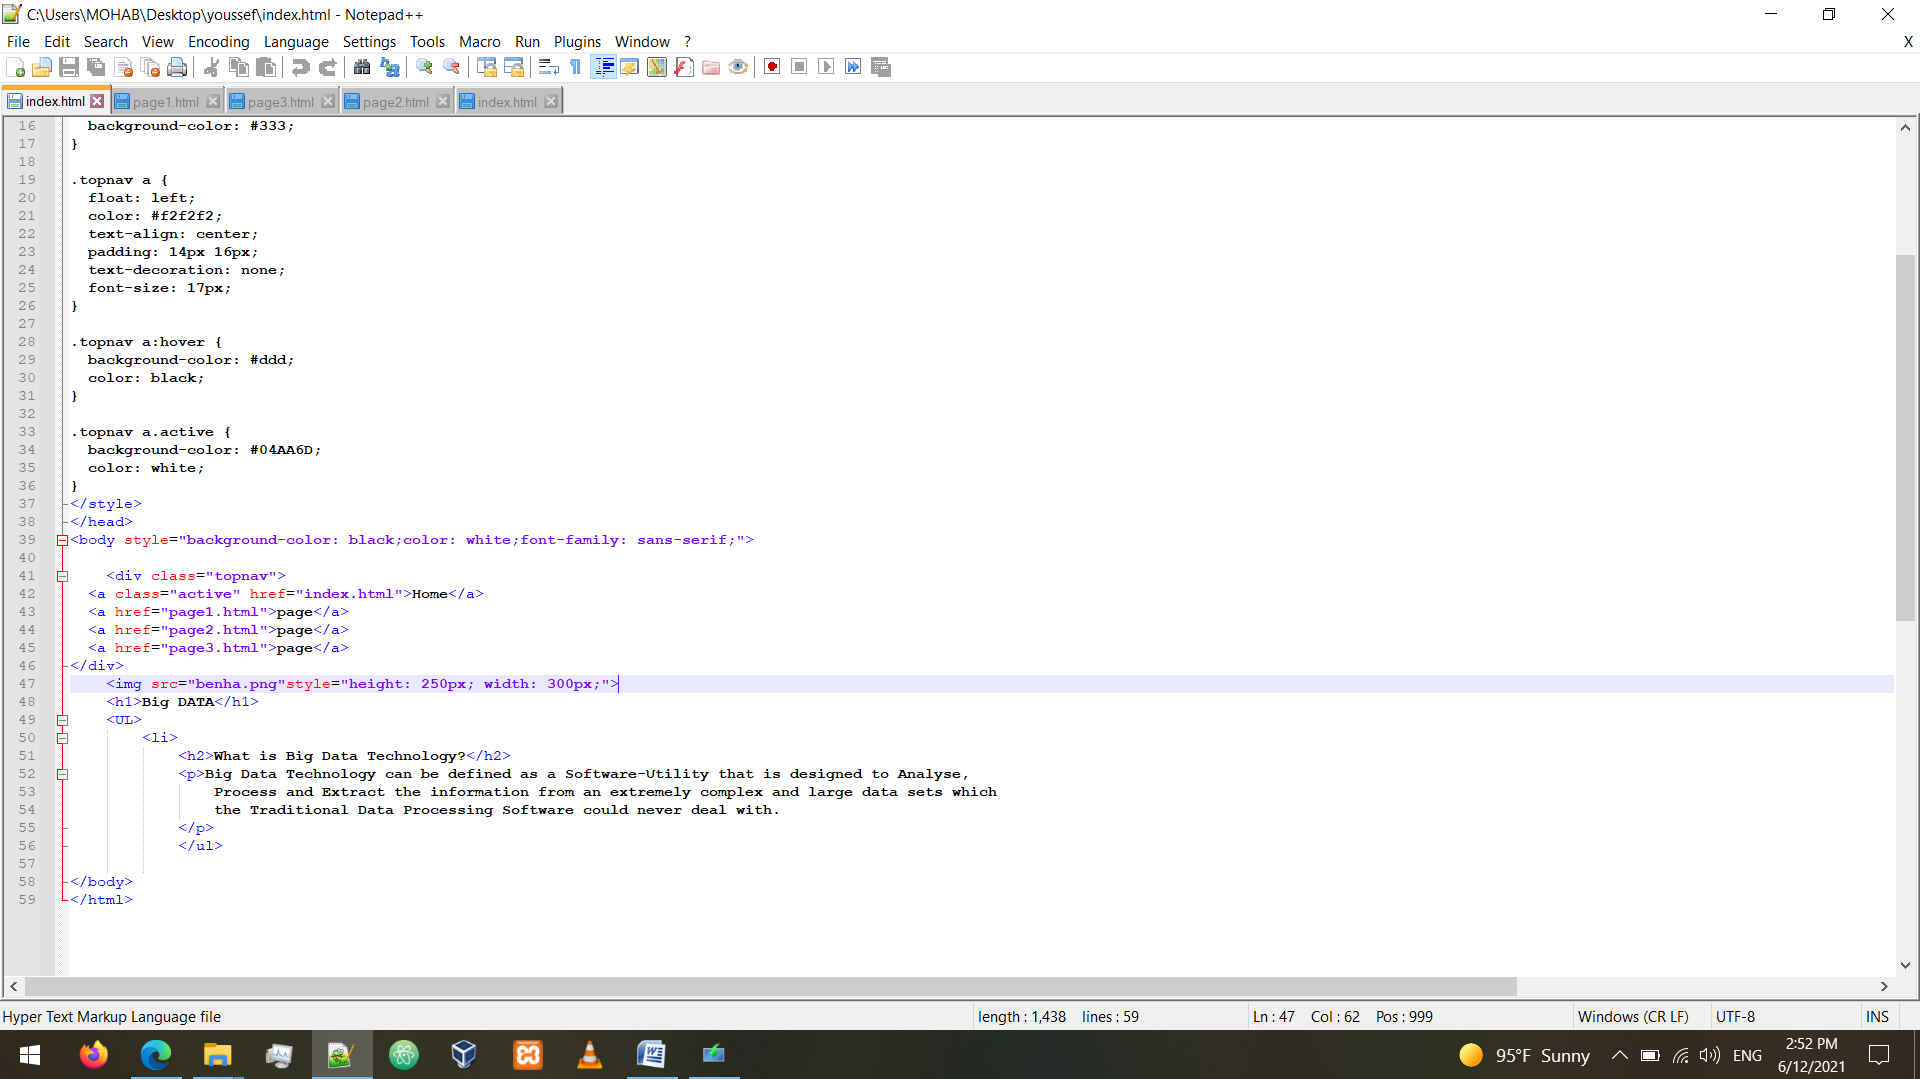 C:\Users\MOHAB\Desktop\youssef\index.html - Notepad++
File Edit Search View Encoding Language Settings Tools Macro Run Plugins Window ? X
index.html page1.html page3.html page2.html index.html
16 background-color: #333;
17 }
18
19 .topnav a {
20 float: left;
21 color: #f2f2f2;
22 text-align: center;
23 padding: 14px 16px;
24 text-decoration: none;
25 font-size: 17px;
26 }
27
28 .topnav a:hover {
29 background-color: #ddd;
30 color: black;
31 }
32
33 .topnav a.active {
34 background-color: #04AA6D;
35 color: white;
36 }
37 </style>
38 </head>
39 <body style="background-color: black;color: white;font-family: sans-serif;">
40
41 <div class="topnav">
42 <a class="active" href="index.html">Home</a>
43 <a href="page1.html">page</a>
44 <a href="page2.html">page</a>
45 <a href="page3.html">page</a>
46 </div>
47 <img src="benha.png"style="height: 250px; width: 300px;">
48 <h1>Big DATA</h1>
49 <UL>
50 <li>
51 <h2>What is Big Data Technology?</h2>
52 <p>Big Data Technology can be defined as a Software-Utility that is designed to Analyse,
53 Process and Extract the information from an extremely complex and large data sets which
54 the Traditional Data Processing Software could never deal with.
55 </p>
56 </ul>
57
58 </body>
59 </html>
Hyper Text Markup Language file length : 1,438 lines : 59 Ln : 47 Col : 62 Pos : 999 Windows (CR LF) UTF-8 INS
95°F Sunny ENG 2:52 PM
6/12/2021